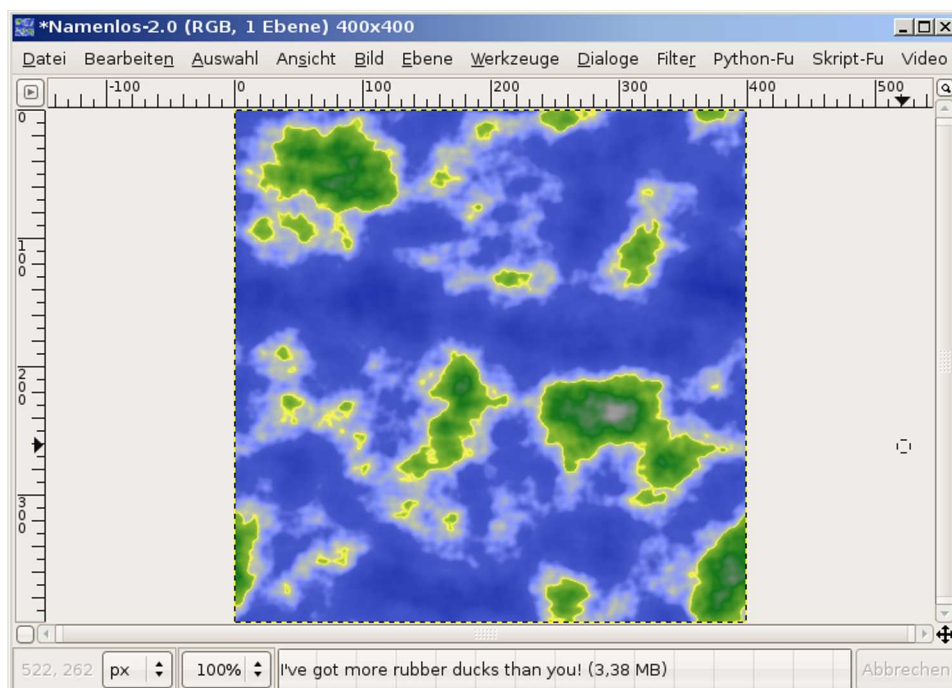 *Namenlos-2.0 (RGB, 1 Ebene) 400x400
Datei Bearbeiten Auswahl Ansicht Bild Ebene Werkzeuge Dialoge Filter Python-Fu Skript-Fu Video
-100 0 100 200 300 400 500
0
100
200
300
522, 262 px 100% I've got more rubber ducks than you! (3,38 MB) Abbrechen